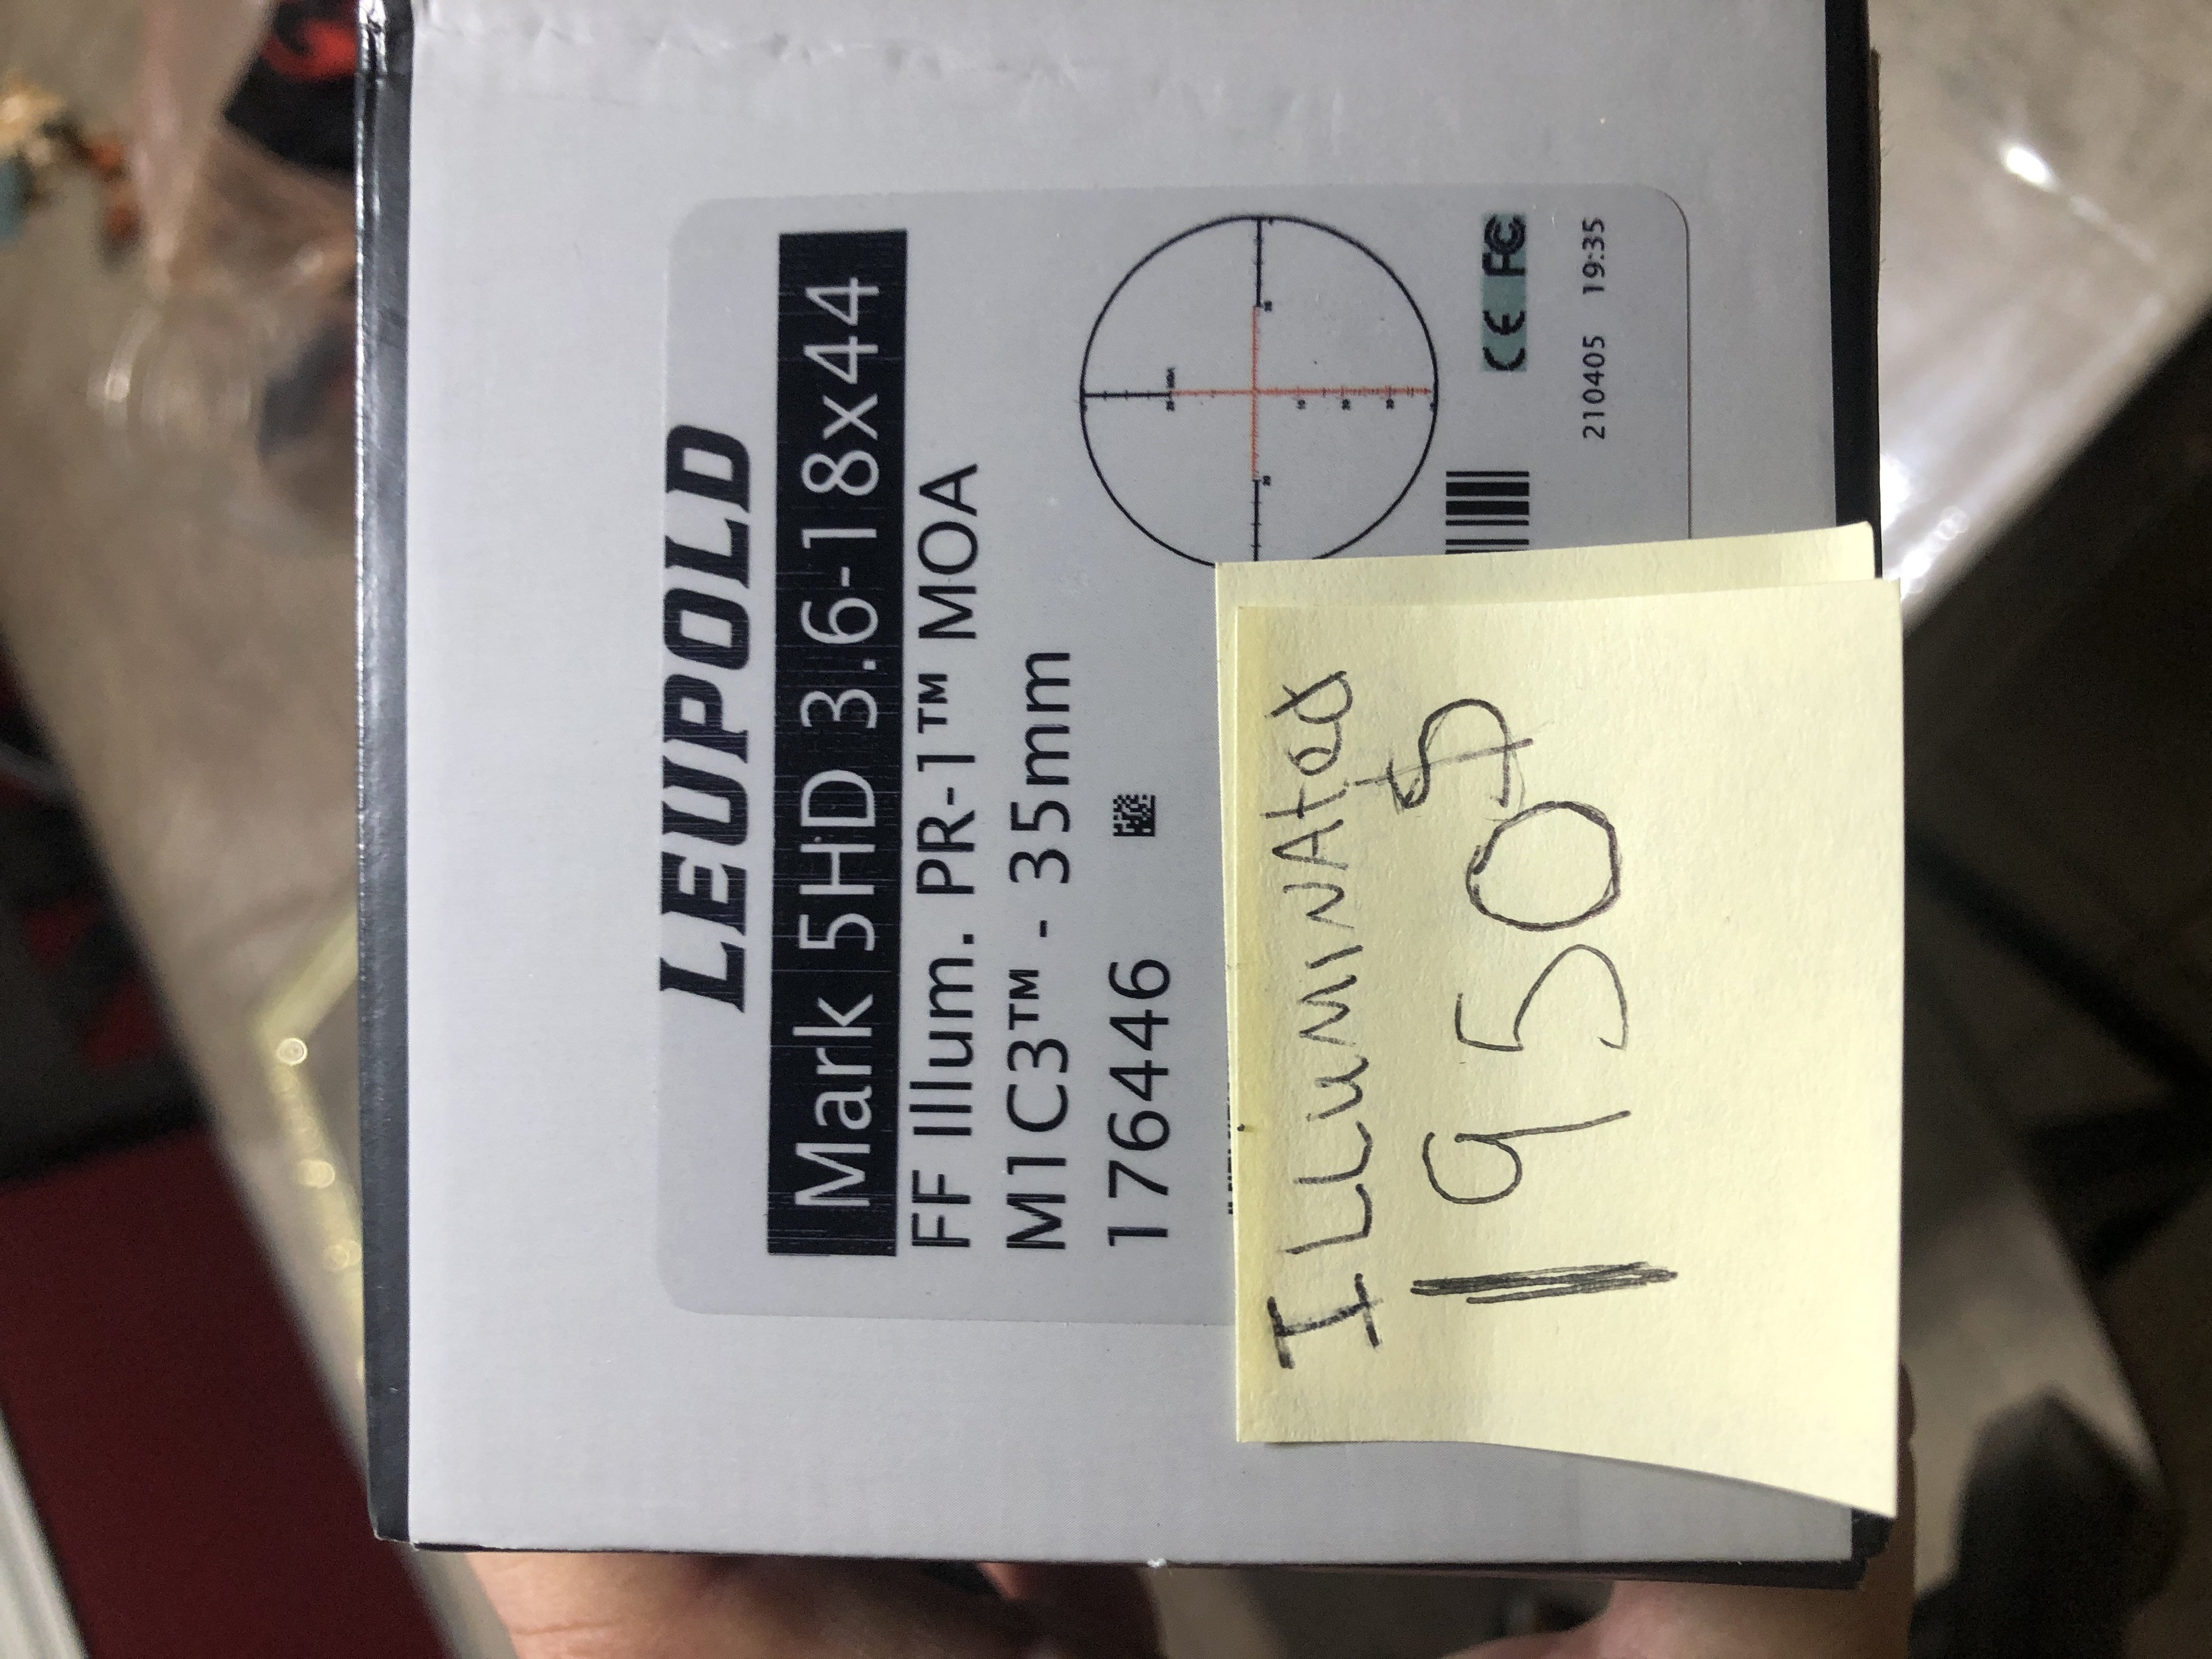 LEUPOLD
Mark 5HD 3.6-18x44
FF Illum. PR-1™ MOA
M1C3™ - 35mm
176446
CE FC
210405 19:35
ILLuMINAted
1950$